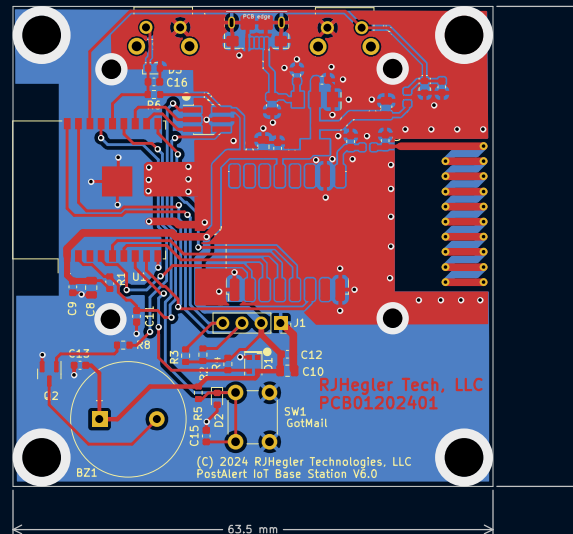 PCB edge
D3
C16
R6
R1
U1
C9
C8
C11
J1
R8
R3
R2
R4
D1
C12
C10
C13
Q2
RJHegler Tech, LLC
PCB01202401
R5
D2
SW1
GotMail
C15
BZ1
(C) 2024 RJHegler Technologies, LLC
PostAlert IoT Base Station V6.0
63.5 mm